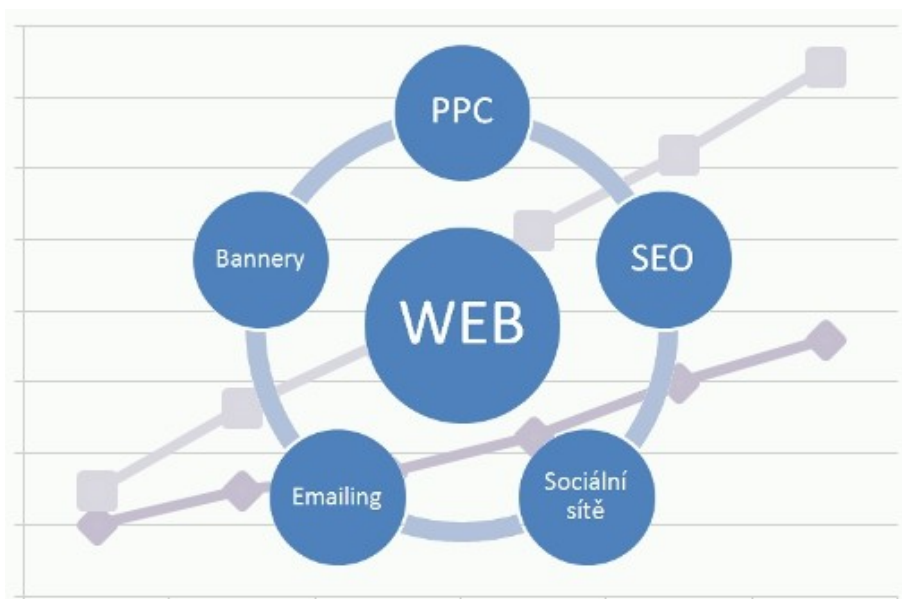 PPC
Bannery
SEO
WEB
Emailing
Sociální
sítě